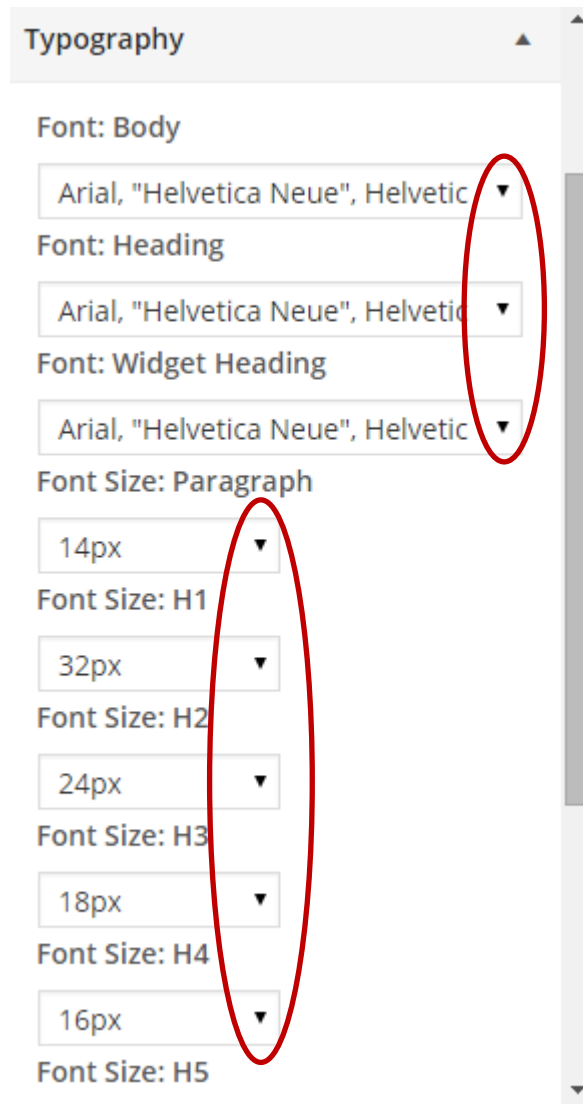 Typography
Font: Body
Arial, "Helvetica Neue", Helvetic
Font: Heading
Arial, "Helvetica Neue", Helvetic
Font: Widget Heading
Arial, "Helvetica Neue", Helvetic
Font Size: Paragraph
14px
Font Size: H1
32px
Font Size: H2
24px
Font Size: H3
18px
Font Size: H4
16px
Font Size: H5